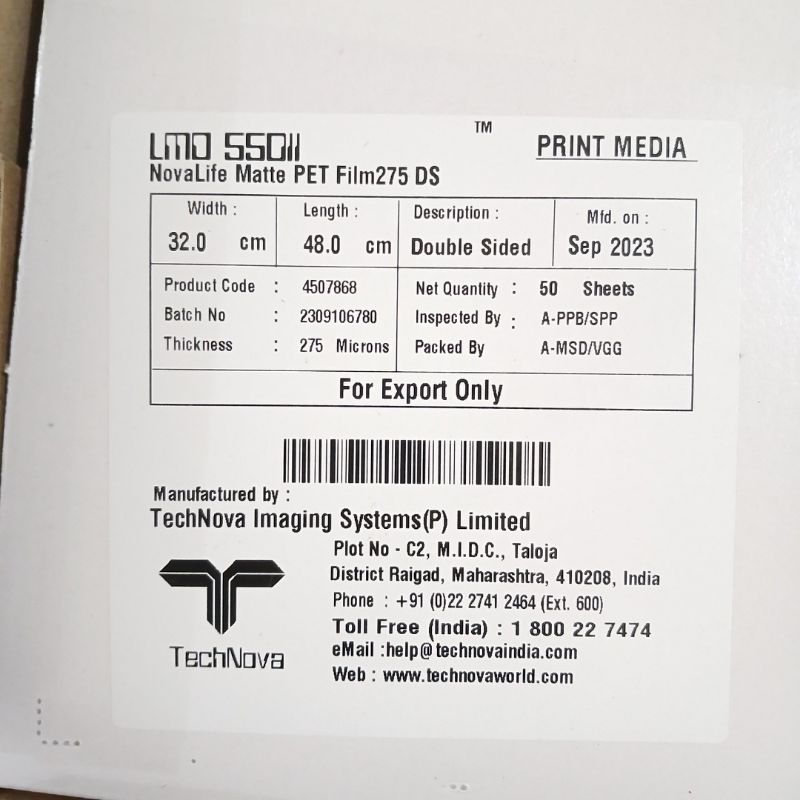 TM
LMD 550II
PRINT MEDIA
NovaLife Matte PET Film275 DS
Width : Length : Description : Mfd. on :
32.0 cm 48.0 cm Double Sided Sep 2023
Product Code : 4507868 Net Quantity : 50 Sheets
Batch No : 2309106780 Inspected By : A-PPB/SPP
Thickness : 275 Microns Packed By A-MSD/VGG
For Export Only
Manufactured by :
TechNova Imaging Systems(P) Limited
Plot No - C2, M.I.D.C., Taloja
District Raigad, Maharashtra, 410208, India
Phone : +91 (0)22 2741 2464 (Ext. 600)
Toll Free (India) : 1 800 22 7474
eMail :help@technovaindia.com
Web : www.technovaworld.com
TechNova